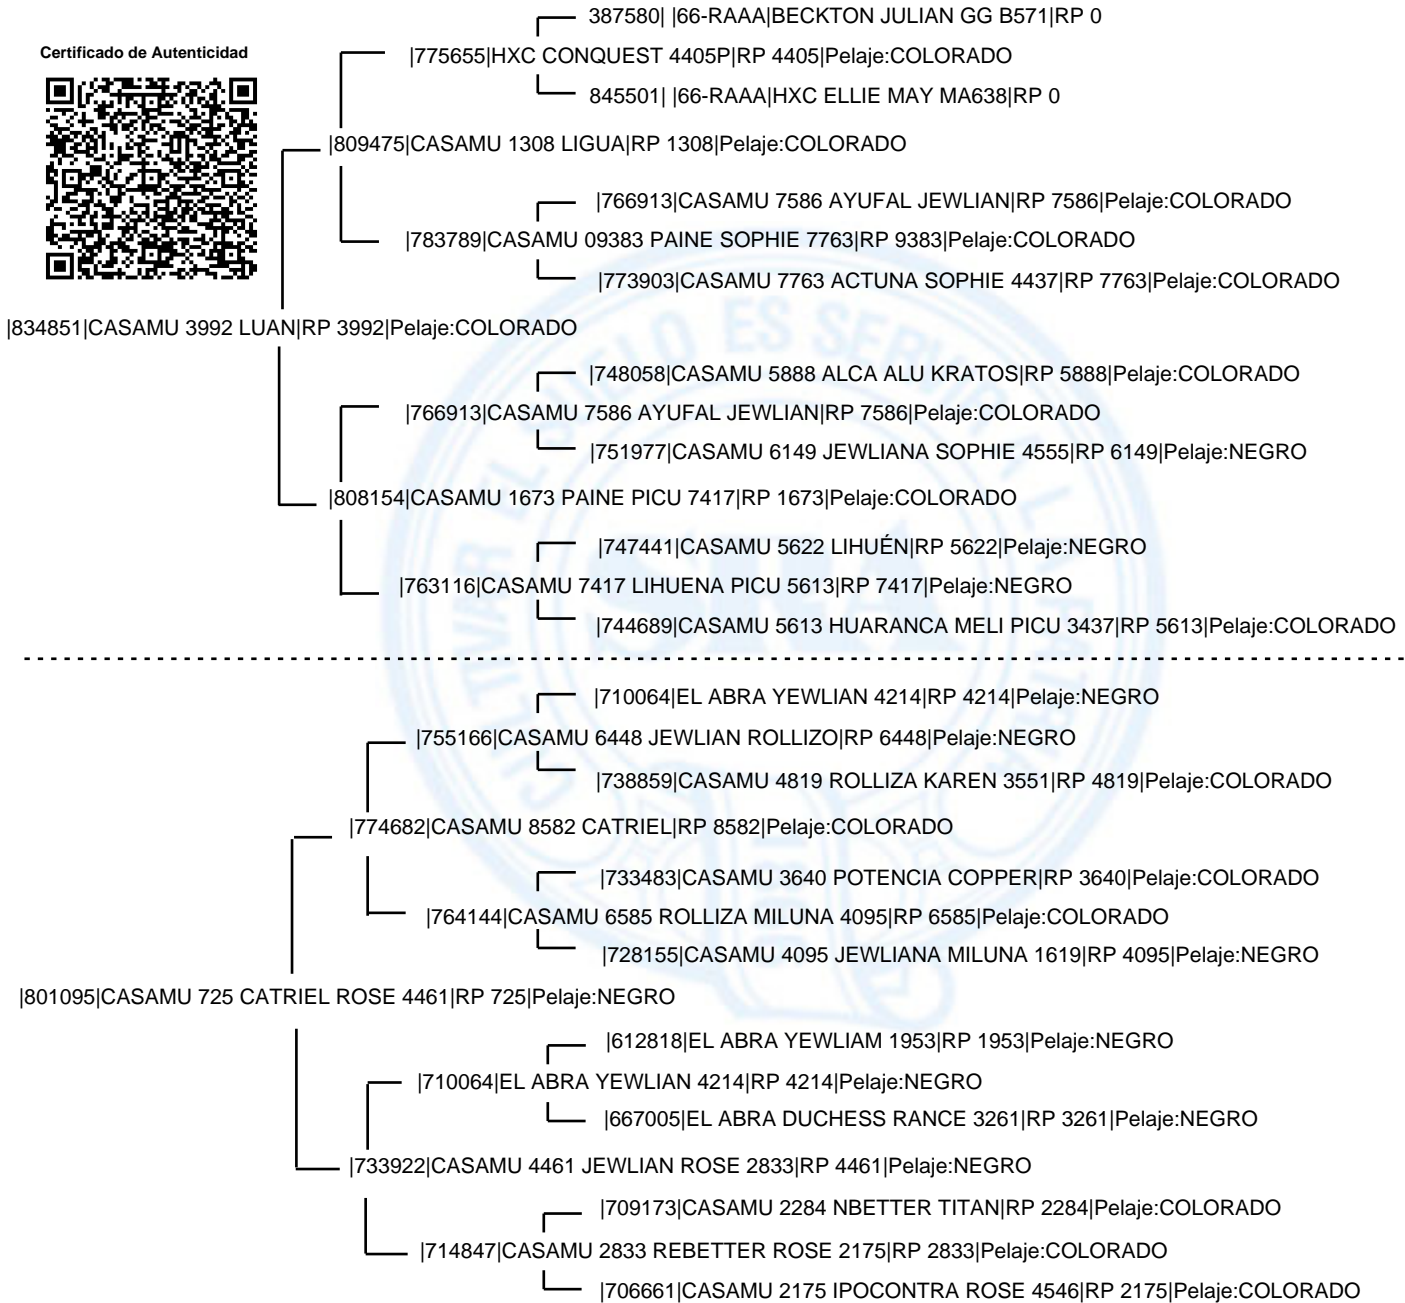 387580| |66-RAAA|BECKTON JULIAN GG B571|RP 0
Certificado de Autenticidad
|775655|HXC CONQUEST 4405P|RP 4405|Pelaje:COLORADO
845501| |66-RAAA|HXC ELLIE MAY MA638|RP 0
|809475|CASAMU 1308 LIGUA|RP 1308|Pelaje:COLORADO
|766913|CASAMU 7586 AYUFAL JEWLIAN|RP 7586|Pelaje:COLORADO
|783789|CASAMU 09383 PAINE SOPHIE 7763|RP 9383|Pelaje:COLORADO
|773903|CASAMU 7763 ACTUNA SOPHIE 4437|RP 7763|Pelaje:COLORADO
|834851|CASAMU 3992 LUAN|RP 3992|Pelaje:COLORADO
|748058|CASAMU 5888 ALCA ALU KRATOS|RP 5888|Pelaje:COLORADO
|766913|CASAMU 7586 AYUFAL JEWLIAN|RP 7586|Pelaje:COLORADO
|751977|CASAMU 6149 JEWLIANA SOPHIE 4555|RP 6149|Pelaje:NEGRO
|808154|CASAMU 1673 PAINE PICU 7417|RP 1673|Pelaje:COLORADO
|747441|CASAMU 5622 LIHUÉN|RP 5622|Pelaje:NEGRO
|763116|CASAMU 7417 LIHUENA PICU 5613|RP 7417|Pelaje:NEGRO
|744689|CASAMU 5613 HUARANCA MELI PICU 3437|RP 5613|Pelaje:COLORADO
|710064|EL ABRA YEWLIAN 4214|RP 4214|Pelaje:NEGRO
|755166|CASAMU 6448 JEWLIAN ROLLIZO|RP 6448|Pelaje:NEGRO
|738859|CASAMU 4819 ROLLIZA KAREN 3551|RP 4819|Pelaje:COLORADO
|774682|CASAMU 8582 CATRIEL|RP 8582|Pelaje:COLORADO
|733483|CASAMU 3640 POTENCIA COPPER|RP 3640|Pelaje:COLORADO
|764144|CASAMU 6585 ROLLIZA MILUNA 4095|RP 6585|Pelaje:COLORADO
|728155|CASAMU 4095 JEWLIANA MILUNA 1619|RP 4095|Pelaje:NEGRO
|801095|CASAMU 725 CATRIEL ROSE 4461|RP 725|Pelaje:NEGRO
|612818|EL ABRA YEWLIAM 1953|RP 1953|Pelaje:NEGRO
|710064|EL ABRA YEWLIAN 4214|RP 4214|Pelaje:NEGRO
|667005|EL ABRA DUCHESS RANCE 3261|RP 3261|Pelaje:NEGRO
|733922|CASAMU 4461 JEWLIAN ROSE 2833|RP 4461|Pelaje:NEGRO
|709173|CASAMU 2284 NBETTER TITAN|RP 2284|Pelaje:COLORADO
|714847|CASAMU 2833 REBETTER ROSE 2175|RP 2833|Pelaje:COLORADO
|706661|CASAMU 2175 IPOCONTRA ROSE 4546|RP 2175|Pelaje:COLORADO
CULTIVAR EL SUELO ES SERVIR A LA PATRIA
SRA
1866